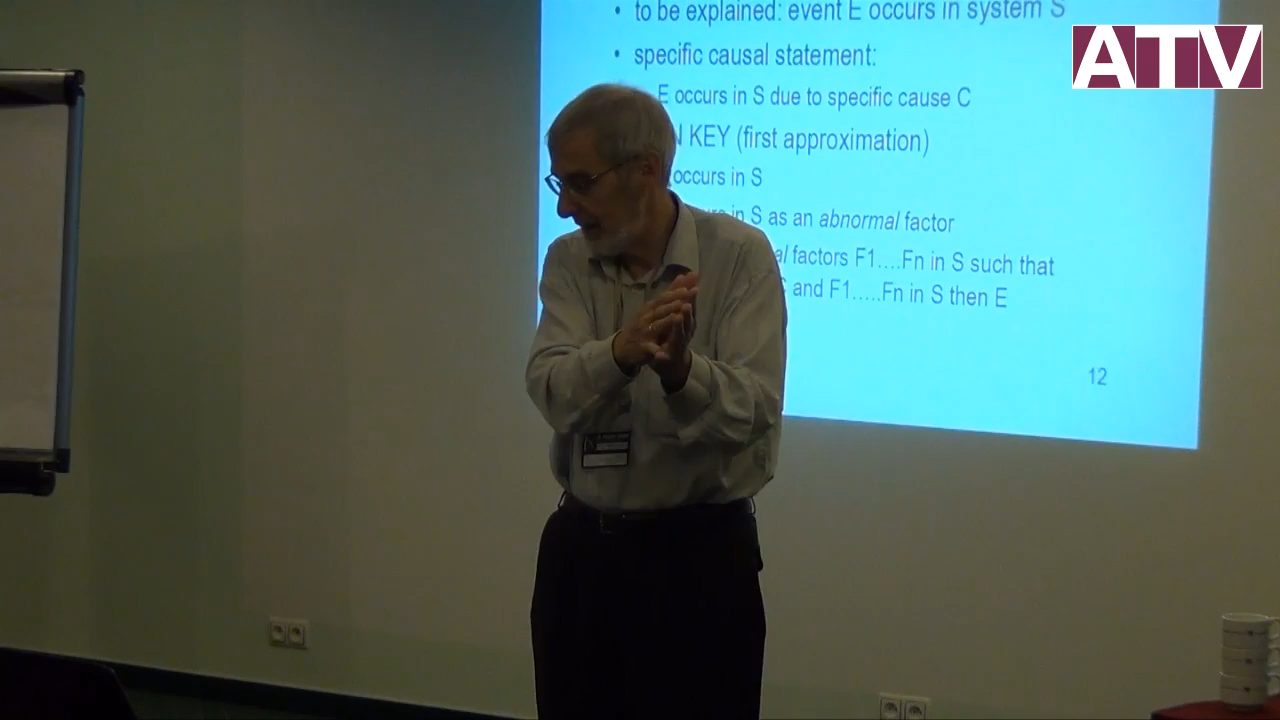 • to be explained: event E occurs in system S
ATV
• specific causal statement:
E occurs in S due to specific cause C
KEY (first approximation)
occurs in S
in S as an abnormal factor
factors F1….Fn in S such that
and F1…..Fn in S then E
12